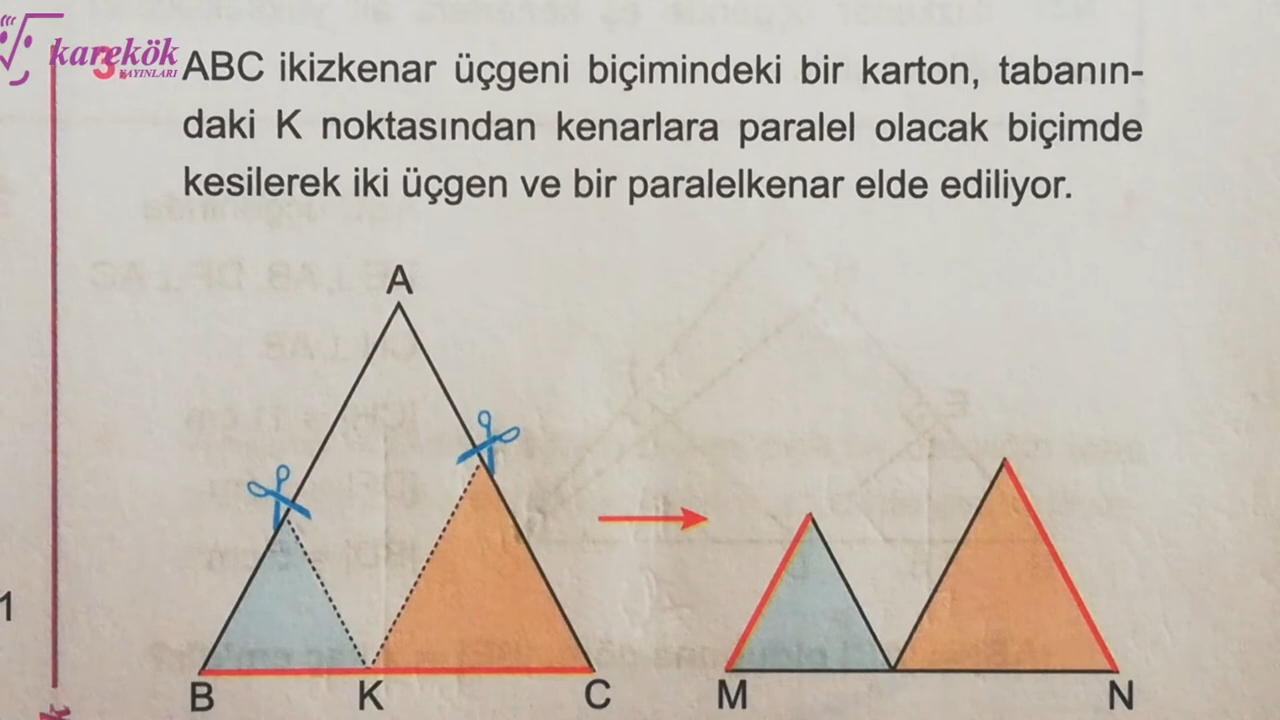 karekök
YAYINLARI
3.
ABC ikizkenar üçgeni biçimindeki bir karton, tabanın-
daki K noktasından kenarlara paralel olacak biçimde
kesilerek iki üçgen ve bir paralelkenar elde ediliyor.
A
1
B K C M N
k